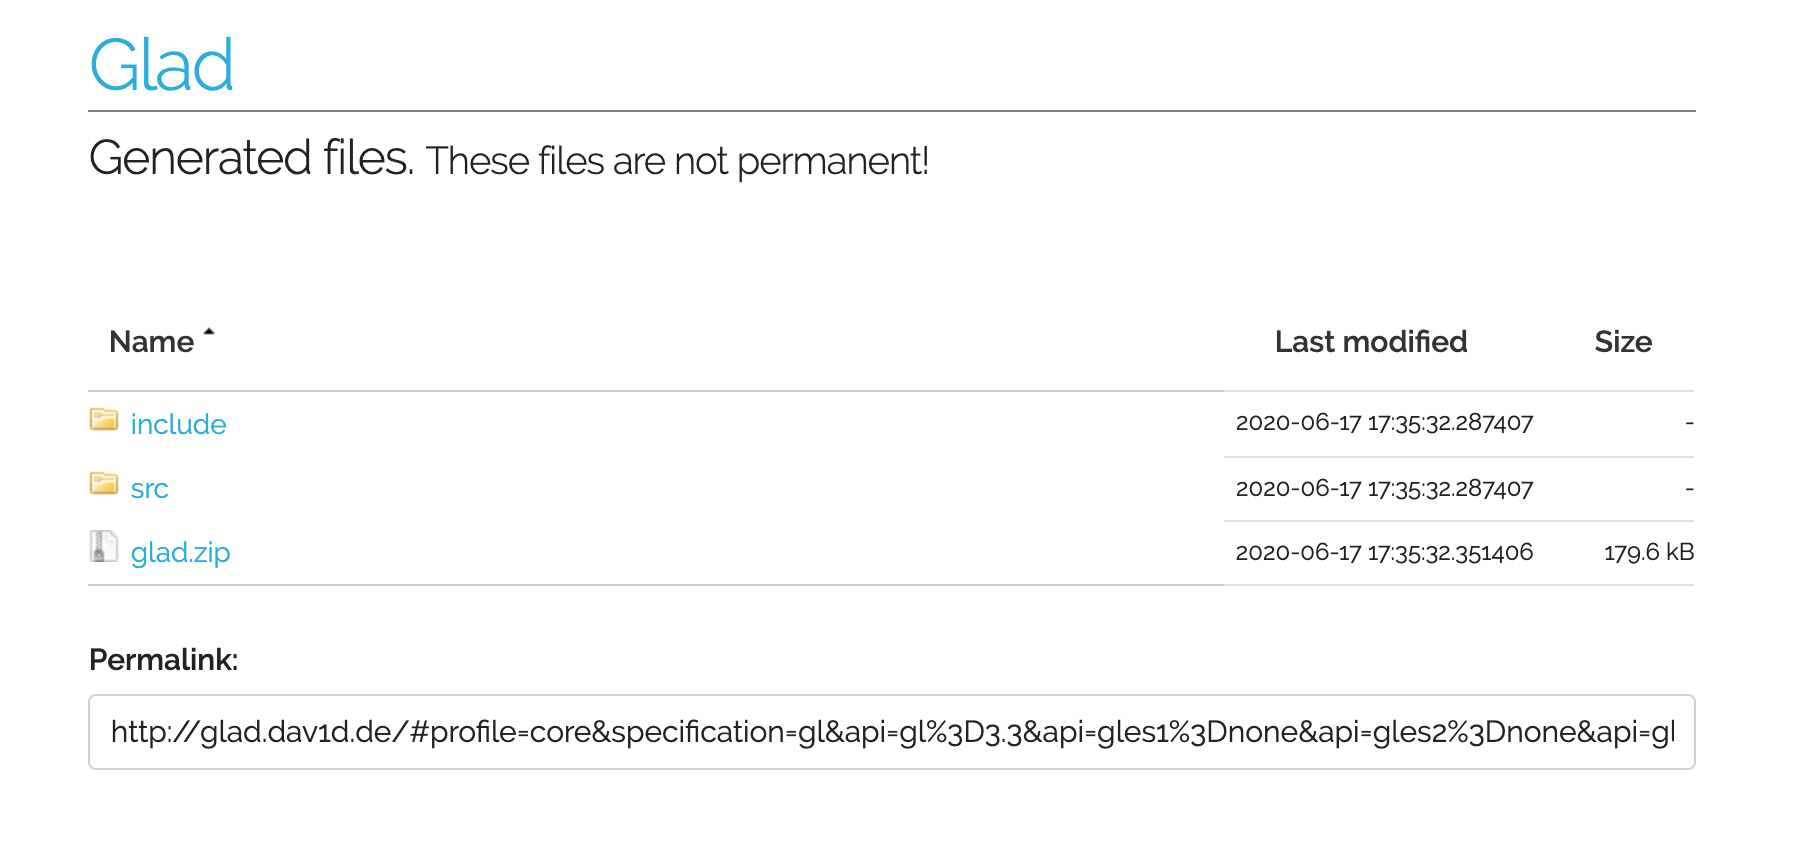 Glad
Generated files. These files are not permanent!
Name Last modified Size
include 2020-06-17 17:35:32.287407 -
src 2020-06-17 17:35:32.287407 -
glad.zip 2020-06-17 17:35:32.351406 179.6 kB
Permalink:
http://glad.dav1d.de/#profile=core&specification=gl&api=gl%3D3.3&api=gles1%3Dnone&api=gles2%3Dnone&api=gl